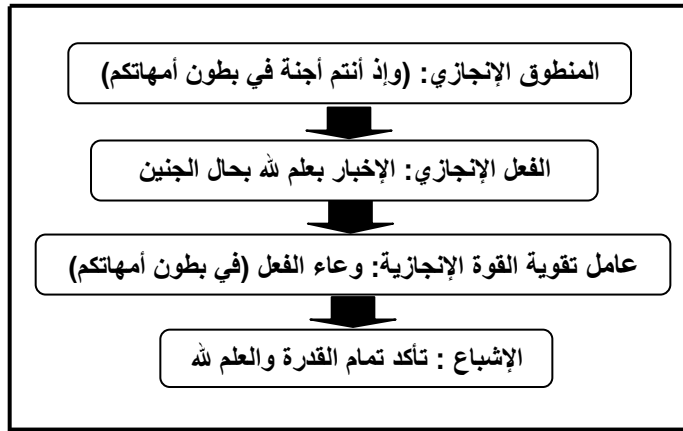 المنطوق الإنجازي: (وإذ أنتم أجنة في بطون أمهاتكم)
الفعل الإنجازي: الإخبار بعلم لله بحال الجنين
عامل تقوية القوة الإنجازية: وعاء الفعل (في بطون أمهاتكم)
الإشباع : تأكد تمام القدرة والعلم لله